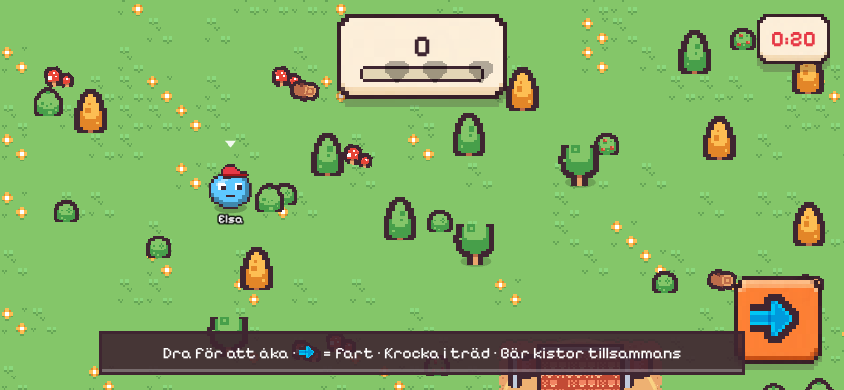 0
0:20
Elsa
Dra för att åka · = fart · Krocka i träd · Bär kistor tillsammans